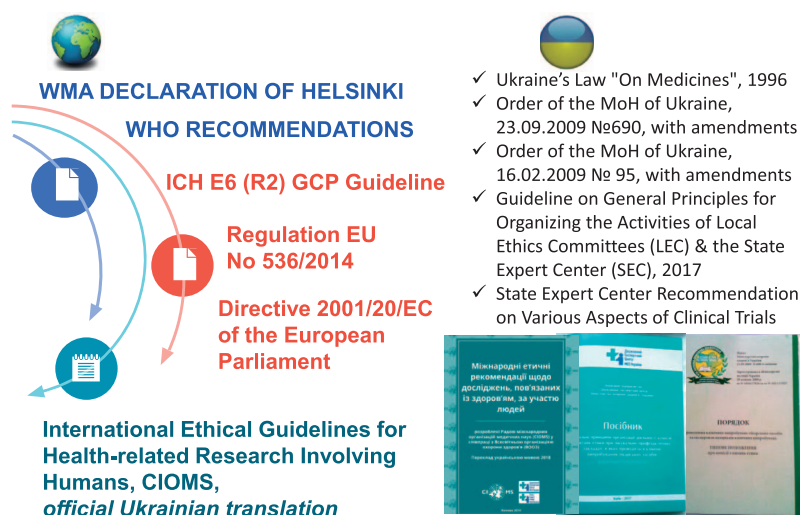 WMA DECLARATION OF HELSINKI
WHO RECOMMENDATIONS
ICH E6 (R2) GCP Guideline
Regulation EU
No 536/2014
Directive 2001/20/EC
of the European
Parliament
International Ethical Guidelines for
Health-related Research Involving
Humans, CIOMS,
official Ukrainian translation
✓ Ukraine’s Law "On Medicines", 1996
✓ Order of the MoH of Ukraine,
23.09.2009 №690, with amendments
✓ Order of the MoH of Ukraine,
16.02.2009 № 95, with amendments
✓ Guideline on General Principles for
Organizing the Activities of Local
Ethics Committees (LEC) & the State
Expert Center (SEC), 2017
✓ State Expert Center Recommendation
on Various Aspects of Clinical Trials
Міжнародні етичні
рекомендації щодо
досліджень, пов'язаних
із здоров'ям, за участю
людей
Посібник
ПОРЯДОК